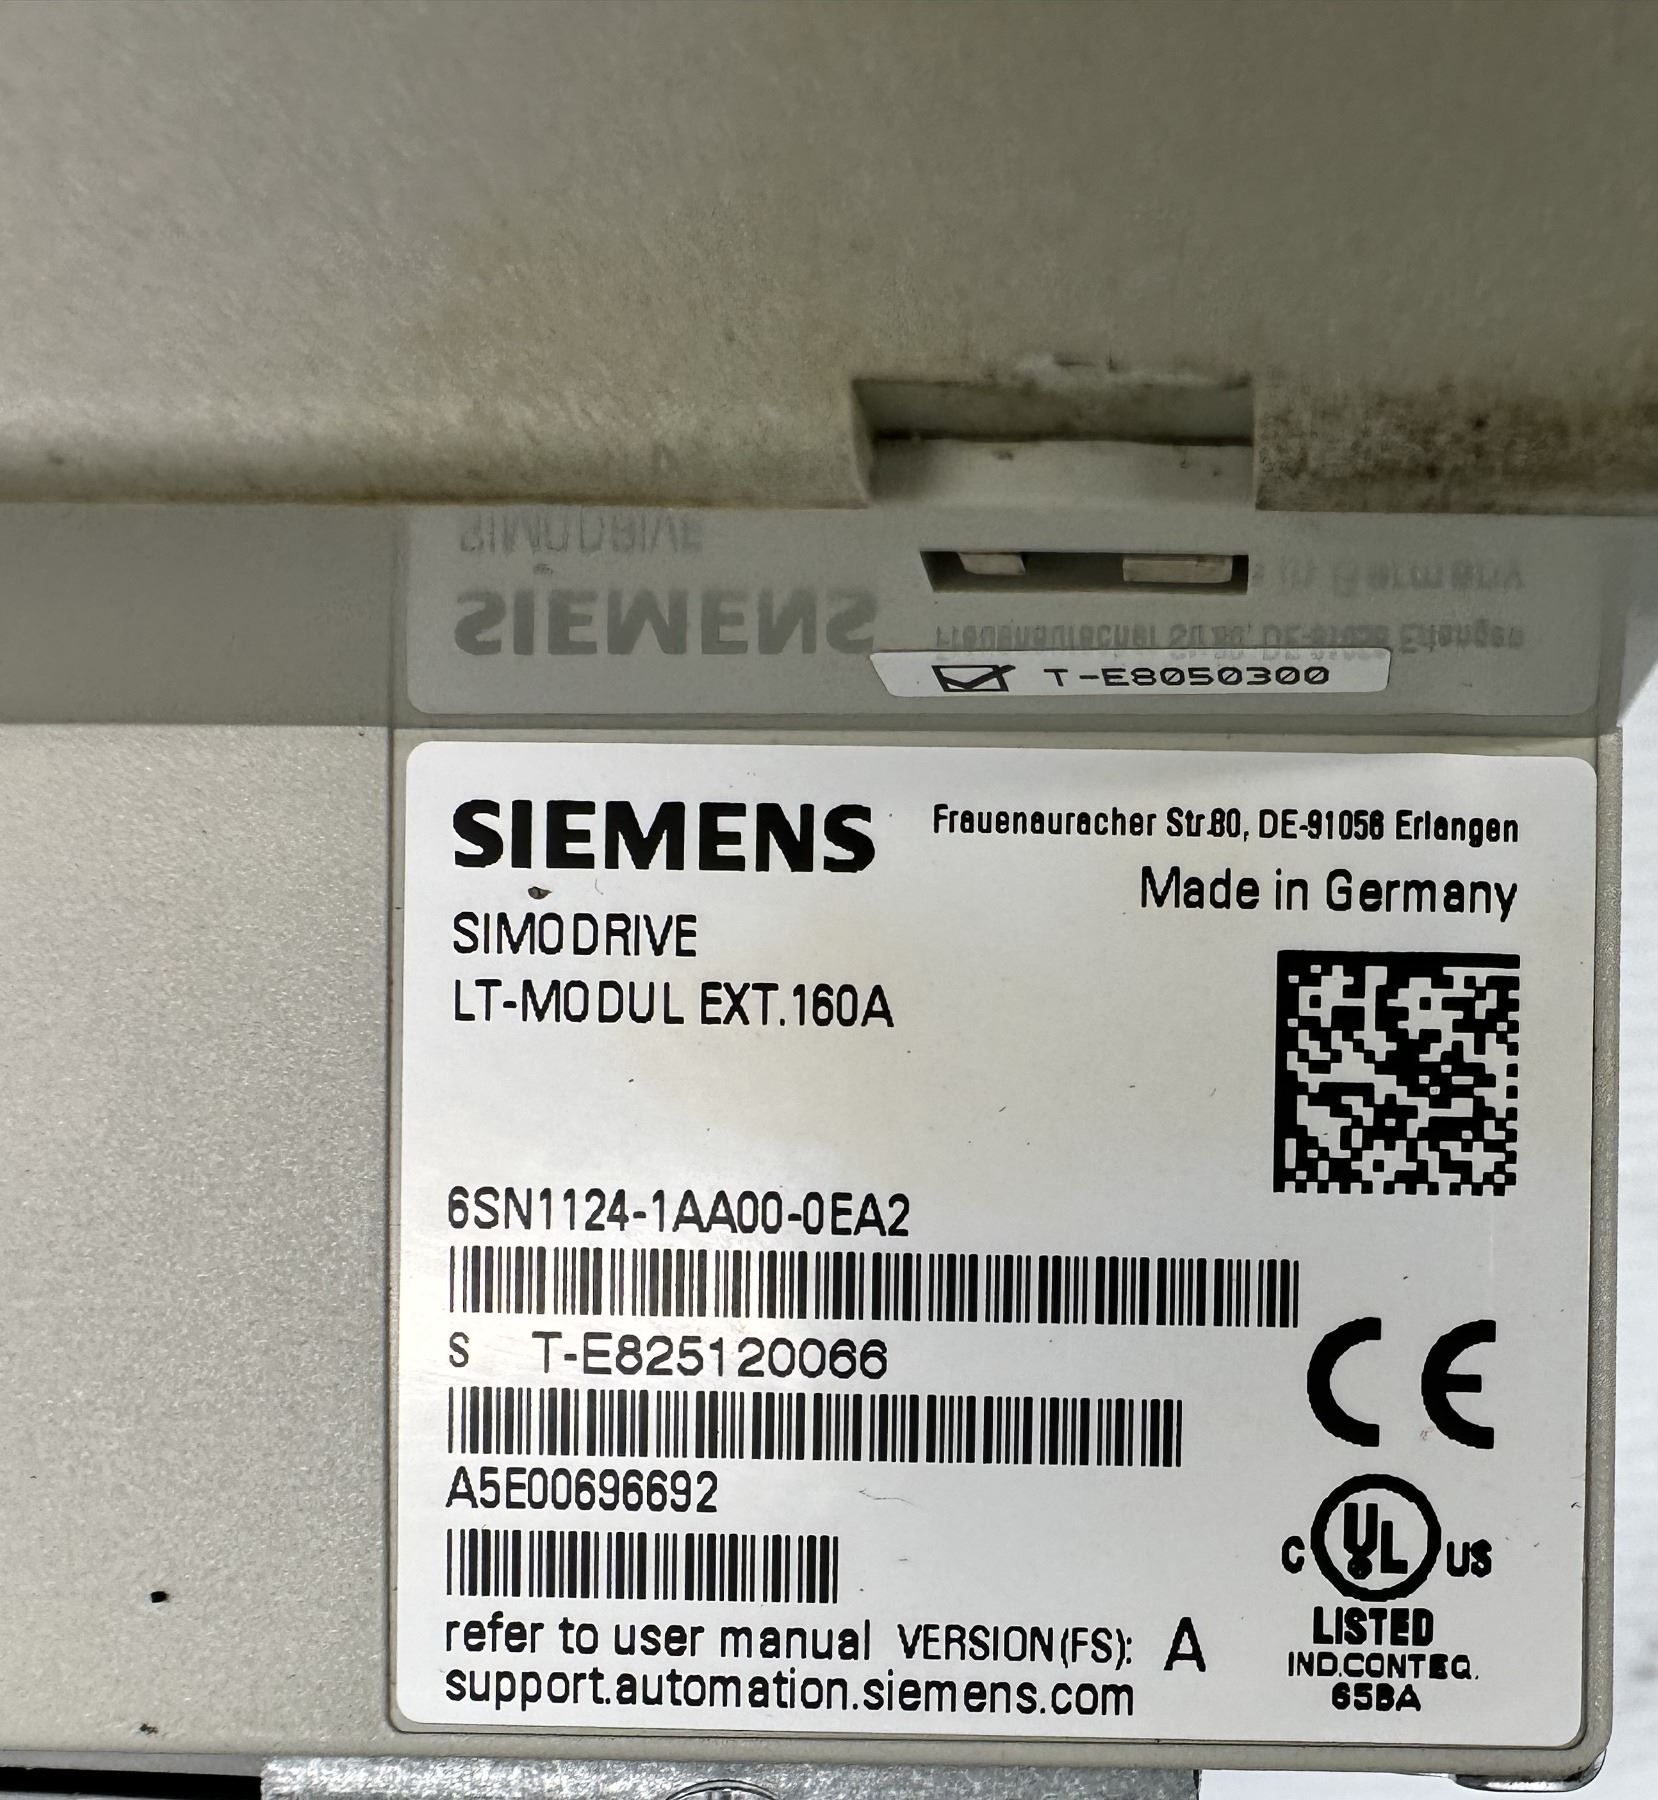 T-E8050300
SIEMENS
Frauenauracher Str.80, DE-91056 Erlangen
Made in Germany
SIMODRIVE
LT-MODUL EXT.160A
6SN1124-1AA00-0EA2
S T-E825120066
A5E00696692
refer to user manual VERSION(FS): A
support.automation.siemens.com
CE
C UL US
LISTED
IND.CONT.EQ.
65BA